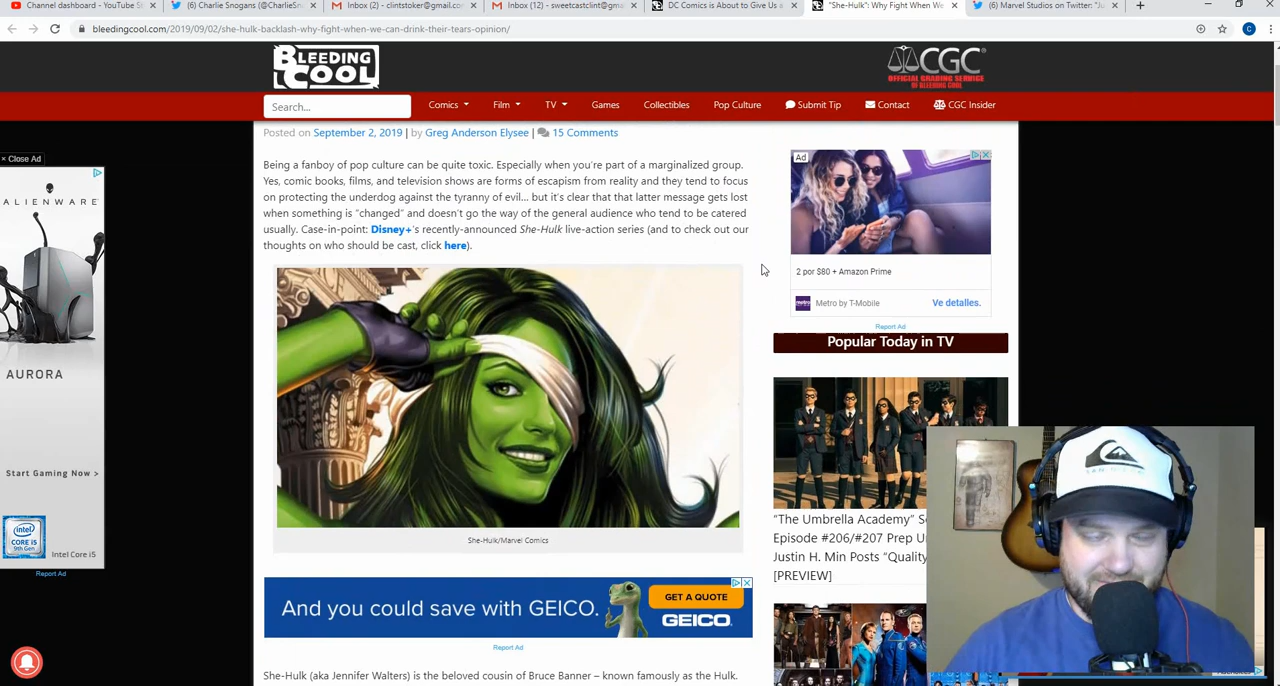 Channel dashboard - YouTube St
(6) Charlie Snogans (@CharlieSn
Inbox (2) - clintstoker@gmail.co
Inbox (12) - sweetcastclint@gm
DC Comics is About to Give Us a
"She-Hulk": Why Fight When We
(6) Marvel Studios on Twitter: "Ju
bleedingcool.com/2019/09/02/she-hulk-backlash-why-fight-when-we-can-drink-their-tears-opinion/
BLEEDING COOL
CGC
OFFICIAL GRADING SERVICE
OF BLEEDING COOL
Search...
Comics
Film
TV
Games
Collectibles
Pop Culture
Submit Tip
Contact
CGC Insider
Posted on September 2, 2019 | by Greg Anderson Elysee | 15 Comments
Being a fanboy of pop culture can be quite toxic. Especially when you're part of a marginalized group.
Yes, comic books, films, and television shows are forms of escapism from reality and they tend to focus
on protecting the underdog against the tyranny of evil… but it's clear that that latter message gets lost
when something is "changed" and doesn't go the way of the general audience who tend to be catered
usually. Case-in-point: Disney+'s recently-announced She-Hulk live-action series (and to check out our
thoughts on who should be cast, click here).
She-Hulk/Marvel Comics
And you could save with GEICO.
GET A QUOTE
GEICO
Report Ad
She-Hulk (aka Jennifer Walters) is the beloved cousin of Bruce Banner – known famously as the Hulk.
× Close Ad
ALIENWARE
AURORA
Start Gaming Now >
intel
CORE i5
9th Gen
Intel Core i5
Report Ad
Ad
2 por $80 + Amazon Prime
metro
Metro by T-Mobile
Ve detalles.
Report Ad
Popular Today in TV
"The Umbrella Academy" S
Episode #206/#207 Prep U
Justin H. Min Posts "Quality
[PREVIEW]
C